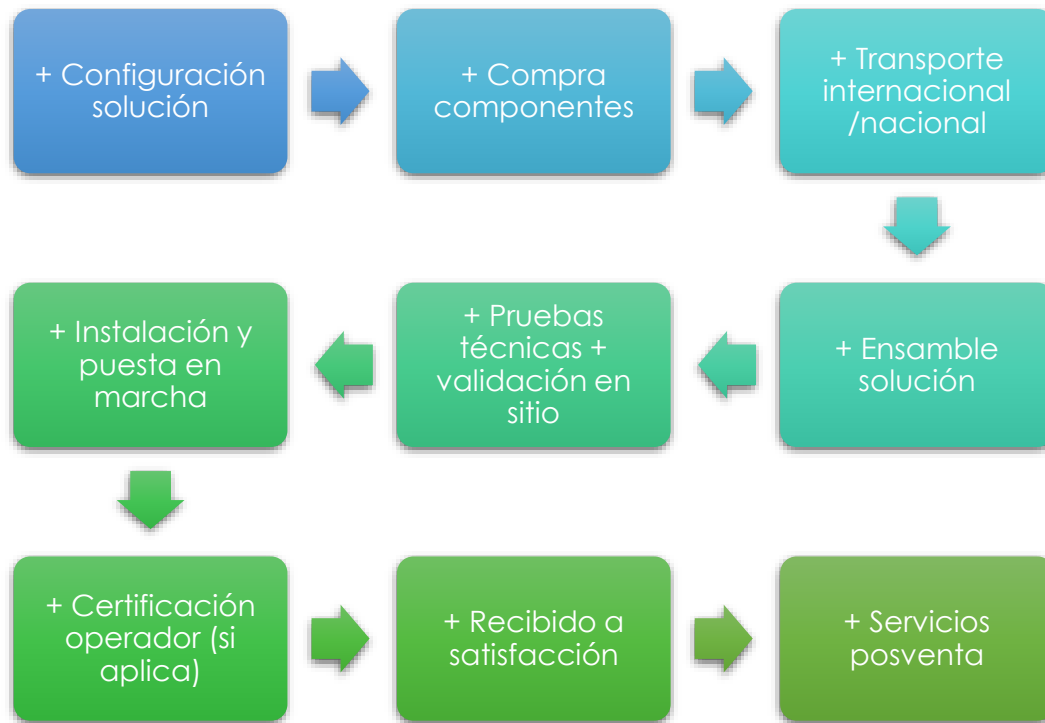 + Configuración
solución
+ Compra
componentes
+ Transporte
internacional
/nacional
+ Ensamble
solución
+ Pruebas
técnicas +
validación en
sitio
+ Instalación y
puesta en
marcha
+ Certificación
operador (si
aplica)
+ Recibido a
satisfacción
+ Servicios
posventa